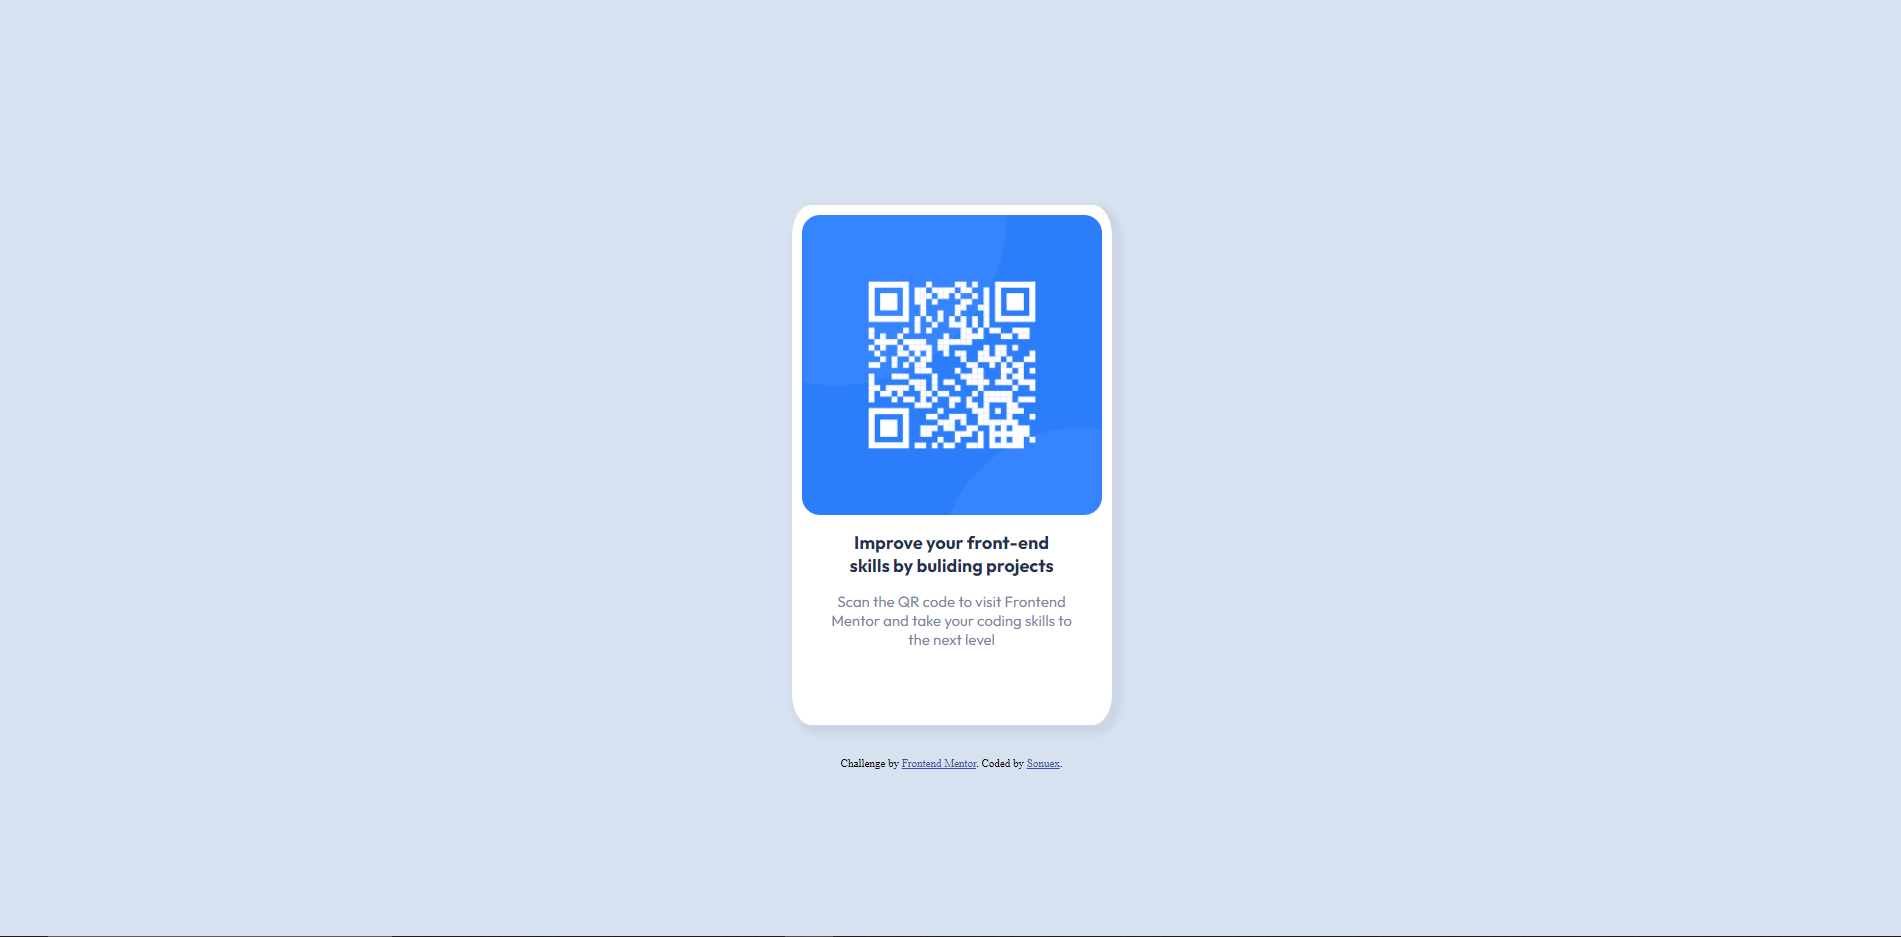 Improve your front-end
skills by buliding projects
Scan the QR code to visit Frontend
Mentor and take your coding skills to
the next level
Challenge by Frontend Mentor. Coded by Sonuex.